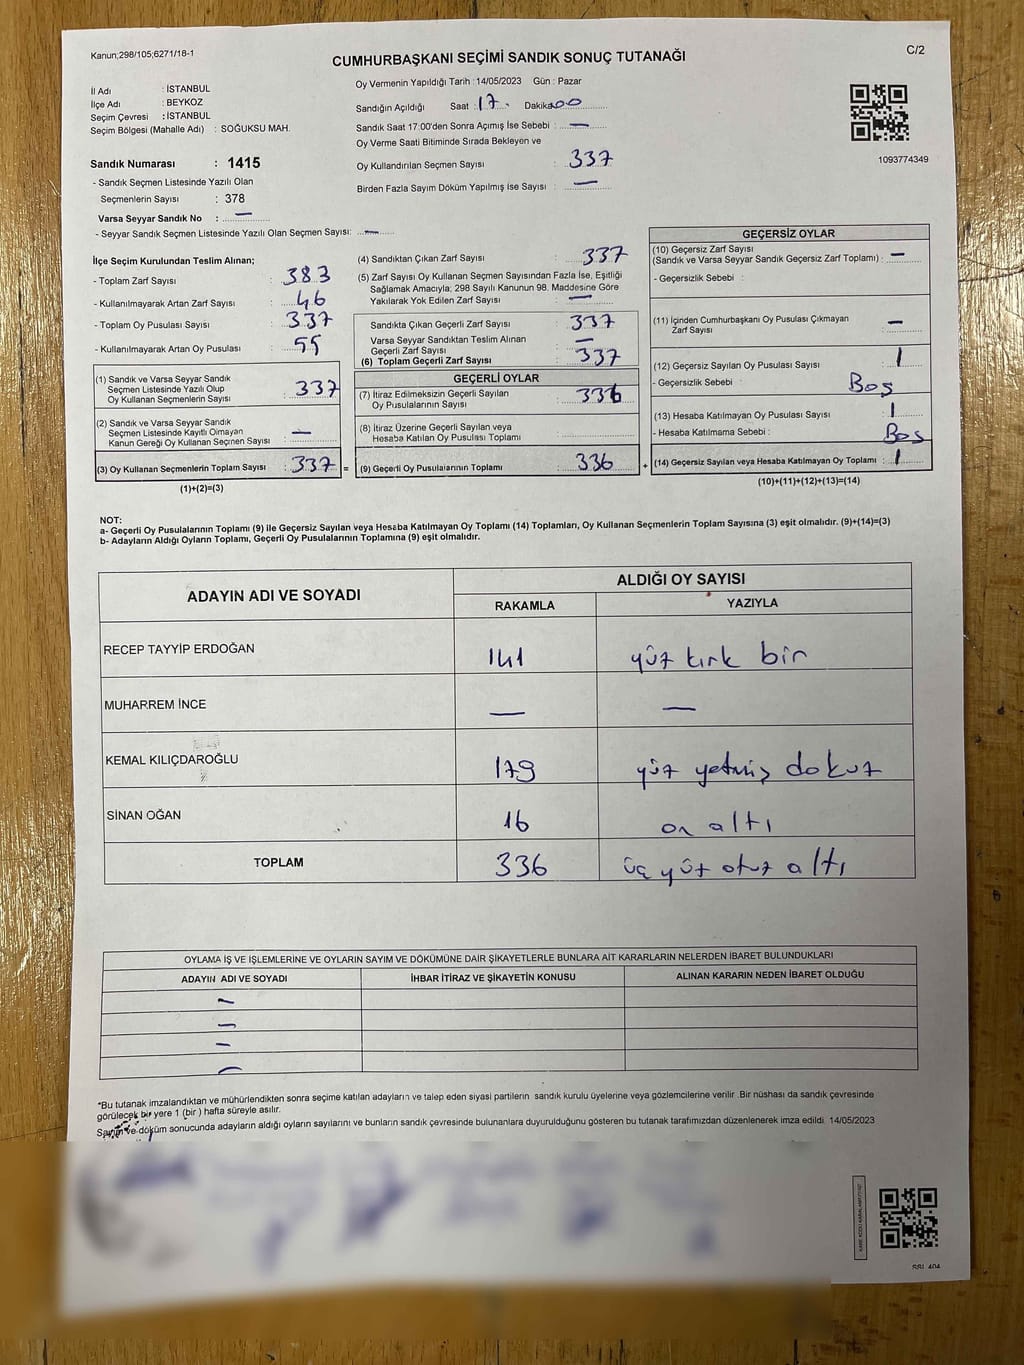 Kanun;298/105;6271/18-1
C/2
CUMHURBAŞKANI SEÇİMİ SANDIK SONUÇ TUTANAĞI
İl Adı : İSTANBUL
İlçe Adı : BEYKOZ
Seçim Çevresi : İSTANBUL
Seçim Bölgesi (Mahalle Adı) : SOĞUKSU MAH.
Sandık Numarası : 1415
- Sandık Seçmen Listesinde Yazılı Olan
Seçmenlerin Sayısı : 378
Varsa Seyyar Sandık No : —
- Seyyar Sandık Seçmen Listesinde Yazılı Olan Seçmen Sayısı: —
Oy Vermenin Yapıldığı Tarih : 14/05/2023 Gün : Pazar
Sandığın Açıldığı Saat : 17 Dakika 00
Sandık Saat 17:00'den Sonra Açımış İse Sebebi : —
Oy Verme Saati Bitiminde Sırada Bekleyen ve
Oy Kullandırılan Seçmen Sayısı : 337
Birden Fazla Sayım Döküm Yapılmış İse Sayısı : —
1093774349
İlçe Seçim Kurulundan Teslim Alınan;
- Toplam Zarf Sayısı : 383
- Kullanılmayarak Artan Zarf Sayısı : 46
- Toplam Oy Pusulası Sayısı : 337
- Kullanılmayarak Artan Oy Pusulası : 55
(1) Sandık ve Varsa Seyyar Sandık
Seçmen Listesinde Yazılı Olup
Oy Kullanan Seçmenlerin Sayısı : 337
(2) Sandık ve Varsa Seyyar Sandık
Seçmen Listesinde Kayıtlı Olmayan
Kanun Gereği Oy Kullanan Seçmen Sayısı : —
(3) Oy Kullanan Seçmenlerin Toplam Sayısı : 337 =
(1)+(2)=(3)
(4) Sandıktan Çıkan Zarf Sayısı : 337
(5) Zarf Sayısı Oy Kullanan Seçmen Sayısından Fazla İse, Eşitliği
Sağlamak Amacıyla; 298 Sayılı Kanunun 98. Maddesine Göre
Yakılarak Yok Edilen Zarf Sayısı : —
Sandıkta Çıkan Geçerli Zarf Sayısı : 337
Varsa Seyyar Sandıktan Teslim Alınan
Geçerli Zarf Sayısı : —
(6) Toplam Geçerli Zarf Sayısı : 337
GEÇERLİ OYLAR
(7) İtiraz Edilmeksizin Geçerli Sayılan
Oy Pusulalarının Sayısı : 336
(8) İtiraz Üzerine Geçerli Sayılan veya
Hesaba Katılan Oy Pusulası Toplamı :
(9) Geçerli Oy Pusulalarının Toplamı : 336 +
GEÇERSİZ OYLAR
(10) Geçersiz Zarf Sayısı
(Sandık ve Varsa Seyyar Sandık Geçersiz Zarf Toplamı) : —
- Geçersizlik Sebebi :
(11) İçinden Cumhurbaşkanı Oy Pusulası Çıkmayan
Zarf Sayısı : —
(12) Geçersiz Sayılan Oy Pusulası Sayısı : 1
- Geçersizlik Sebebi : Boş
(13) Hesaba Katılmayan Oy Pusulası Sayısı : 1
- Hesaba Katılmama Sebebi : Boş
(14) Geçersiz Sayılan veya Hesaba Katılmayan Oy Toplamı : 1
(10)+(11)+(12)+(13)=(14)
NOT:
a- Geçerli Oy Pusulalarının Toplamı (9) ile Geçersiz Sayılan veya Hesaba Katılmayan Oy Toplamı (14) Toplamları, Oy Kullanan Seçmenlerin Toplam Sayısına (3) eşit olmalıdır. (9)+(14)=(3)
b- Adayların Aldığı Oyların Toplamı, Geçerli Oy Pusulalarının Toplamına (9) eşit olmalıdır.
ADAYIN ADI VE SOYADI ALDIĞI OY SAYISI
RAKAMLA YAZIYLA
RECEP TAYYİP ERDOĞAN 141 yüz kırk bir
MUHARREM İNCE — —
KEMAL KILIÇDAROĞLU 179 yüz yetmiş dokuz
SİNAN OĞAN 16 on altı
TOPLAM 336 üç yüz otuz altı
OYLAMA İŞ VE İŞLEMLERİNE VE OYLARIN SAYIM VE DÖKÜMÜNE DAİR ŞİKAYETLERLE BUNLARA AİT KARARLARIN NELERDEN İBARET BULUNDUKLARI
ADAYIN ADI VE SOYADI İHBAR İTİRAZ VE ŞİKAYETİN KONUSU ALINAN KARARIN NEDEN İBARET OLDUĞU
—
—
—
—
*Bu tutanak imzalandıktan ve mühürlendikten sonra seçime katılan adayların ve talep eden siyasi partilerin sandık kurulu üyelerine veya gözlemcilerine verilir .Bir nüshası da sandık çevresinde
görülecek bir yere 1 (bir ) hafta süreyle asılır.
Sayım ve döküm sonucunda adayların aldığı oyların sayılarını ve bunların sandık çevresinde bulunanlara duyurulduğunu gösteren bu tutanak tarafımızdan düzenlenerek imza edildi. 14/05/2023